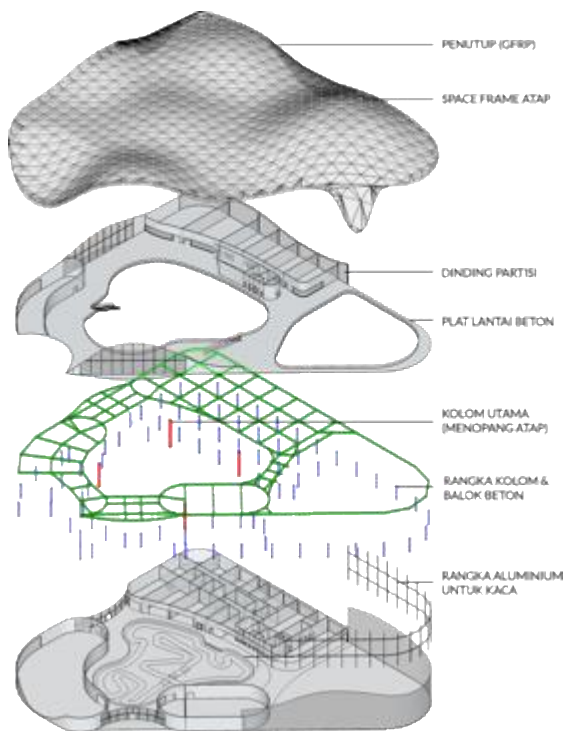 PENUTUP (GFRP)
SPACE FRAME ATAP
DINDING PARTISI
PLAT LANTAI BETON
KOLOM UTAMA
(MENOPANG ATAP)
RANGKA KOLOM &
BALOK BETON
RANGKA ALUMINIUM
UNTUK KACA